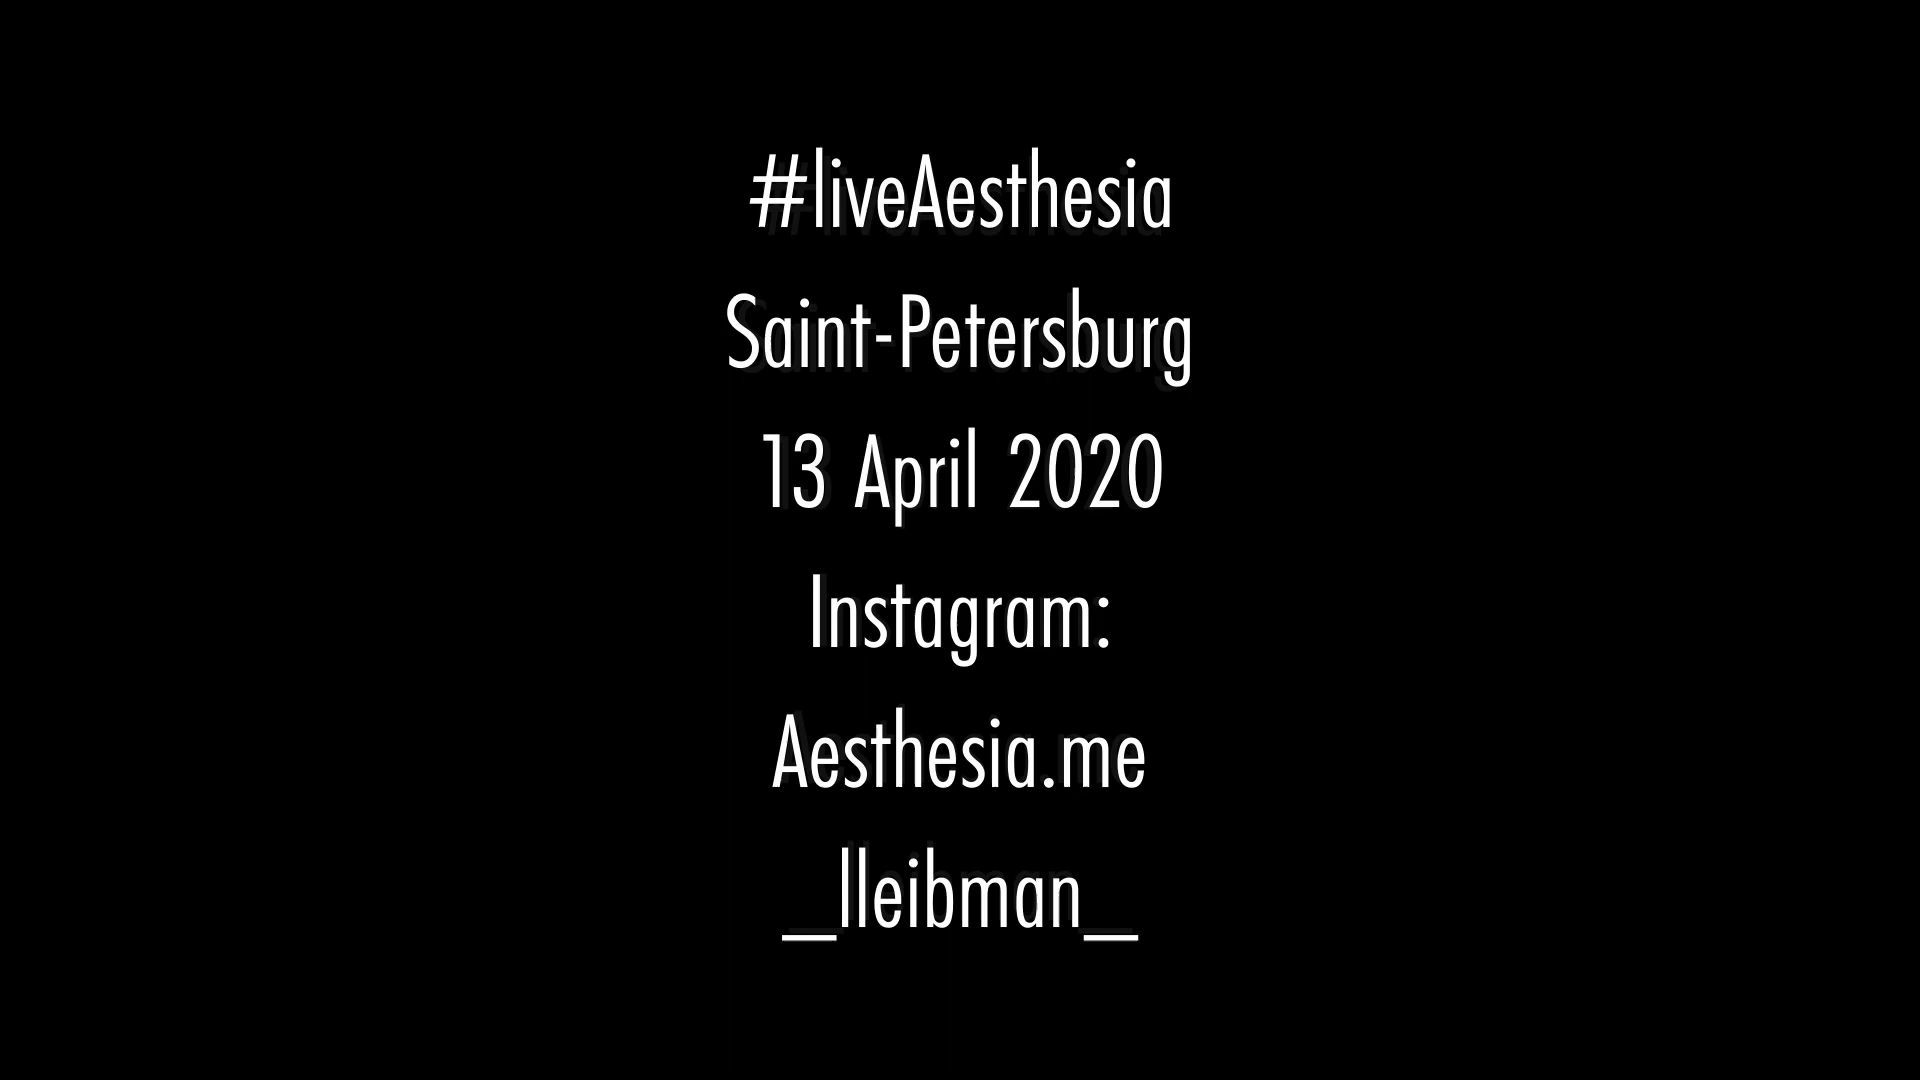 #liveAesthesia
Saint-Petersburg
13 April 2020
Instagram:
Aesthesia.me
_lleibman_